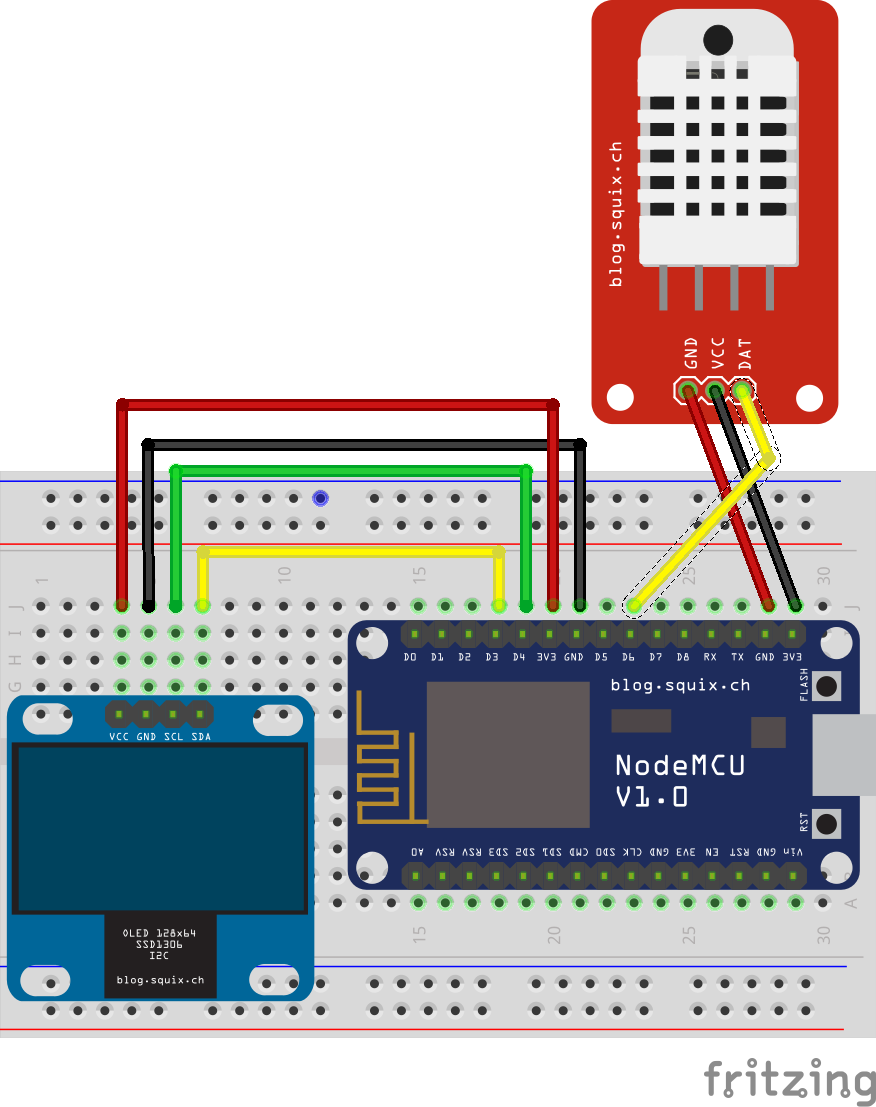 blog.squix.ch
GND VCC DAT
1 10 15 25 30
J J
I
H
G
D0 D1 D2 D3 D4 3V3 GND D5 D6 D7 D8 RX TX GND 3V3
blog.squix.ch
FLASH
VCC GND SCL SDA
NodeMCU
V1.0
RST
A0 RSV RSV SD3 SD2 SD1 CMD SD0 CLK GND 3V3 EN RST GND Vin
A
15 20 25 30
OLED 128x64
SSD1306
I2C
blog.squix.ch
fritzing